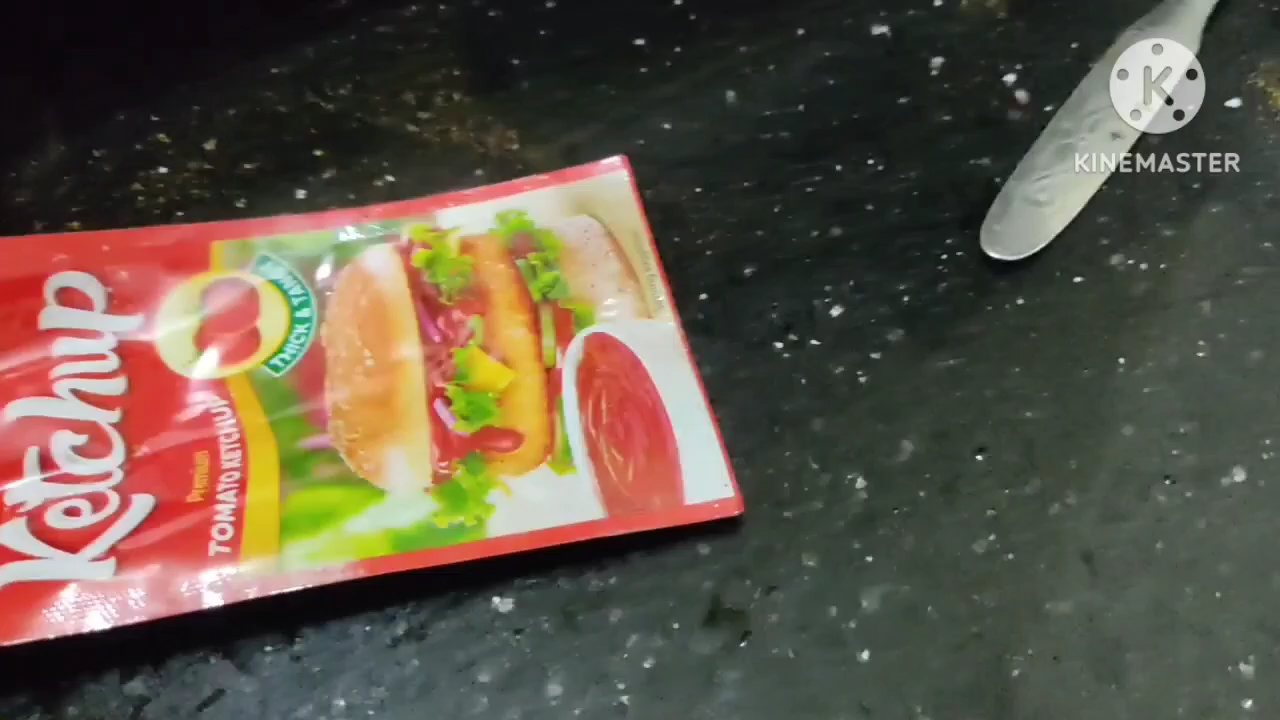 Ketchup
THICK & TANGY
Premium
TOMATO KETCHUP
K
KINEMASTER